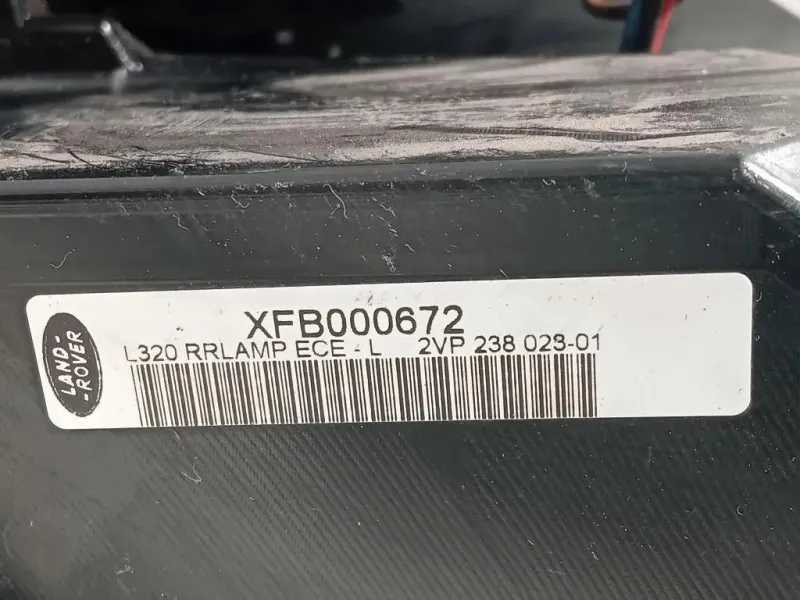 LAND-
-ROVER
XFB000672
L320 RRLAMP ECE - L 2VP 238 023-01